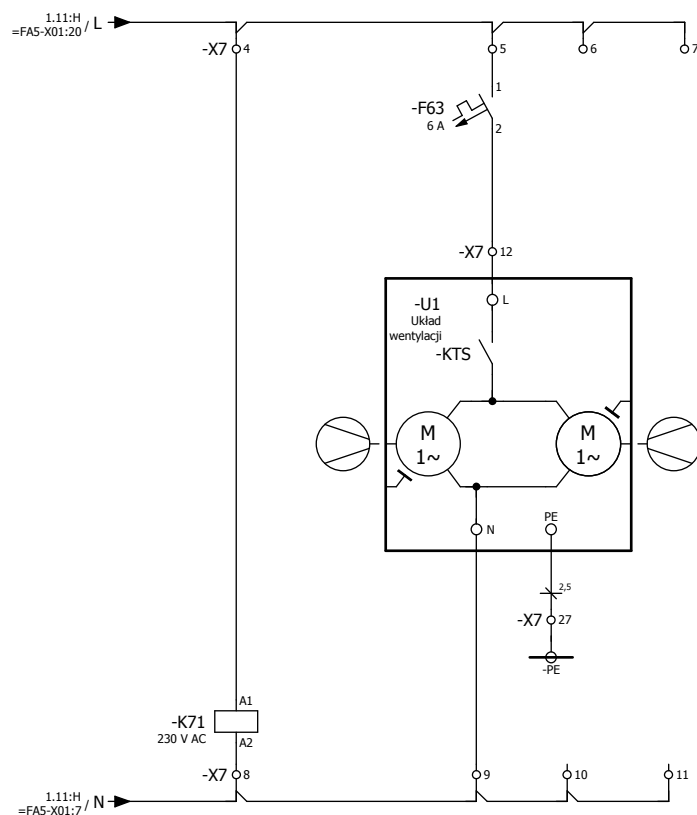 1.11:H
=FA5-X01:20 / L
-X7 4
5
6
7
1
-F63
6 A
2
-X7 12
-U1
L
Układ
wentylacji
-KTS
M
1~
M
1~
N
PE
2,5
-X7 27
-PE
A1
-K71
230 V AC
A2
-X7 8
9
10
11
1.11:H
=FA5-X01:7 / N